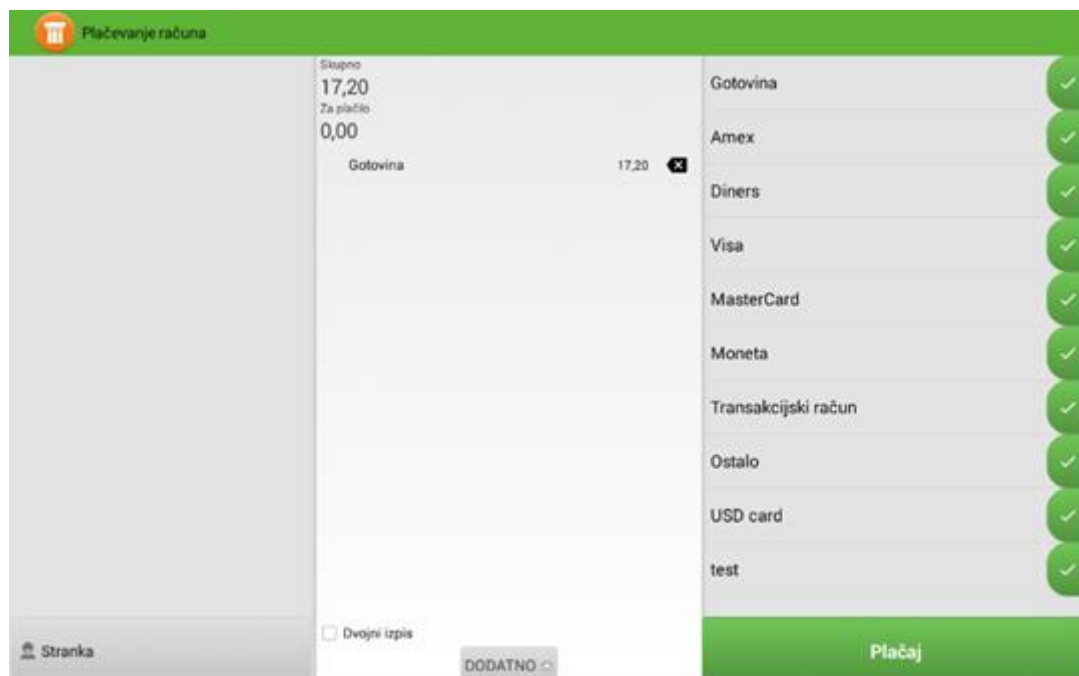 Plačevanje računa
Skupno
17,20
Za plačilo
0,00
Gotovina 17,20
Dvojni izpis
DODATNO
Stranka
Gotovina
Amex
Diners
Visa
MasterCard
Moneta
Transakcijski račun
Ostalo
USD card
test
Plačaj